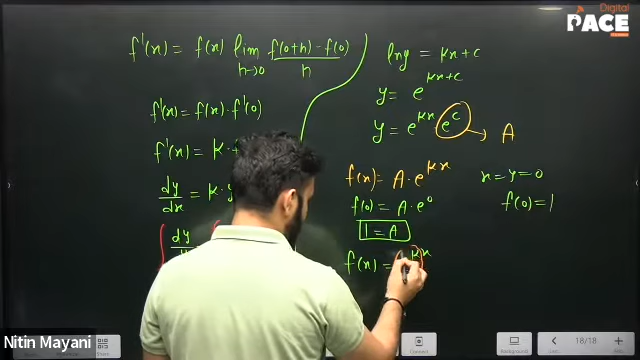 Digital
PACE
f'(x) = f(x) lim h→0 f(0+h) - f(0) / h
f'(x) = f(x) · f'(0)
f'(x) = K ·
dy/dx = K ·
dy
lny = kx + c
y = e^{kx+c}
y = e^{kx} e^c → A
f(x) = A · e^{kx}
x = y = 0
f(0) = A · e^0
f(0) = 1
1 = A
f(x) =
Nitin Mayani
18/18